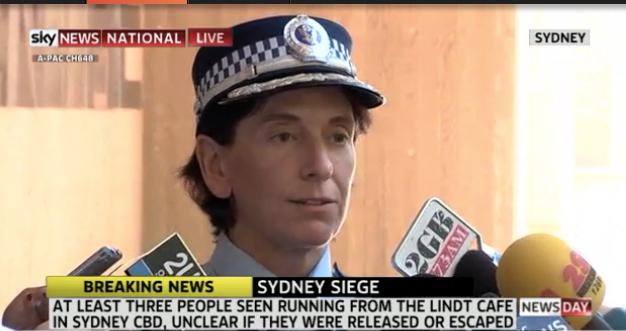 sky NEWS NATIONAL LIVE
A-PAC CH648
SYDNEY
2GB
873AM
2U
BREAKING NEWS SYDNEY SIEGE
AT LEAST THREE PEOPLE SEEN RUNNING FROM THE LINDT CAFE
IN SYDNEY CBD, UNCLEAR IF THEY WERE RELEASED OR ESCAPED
NEWSDAY